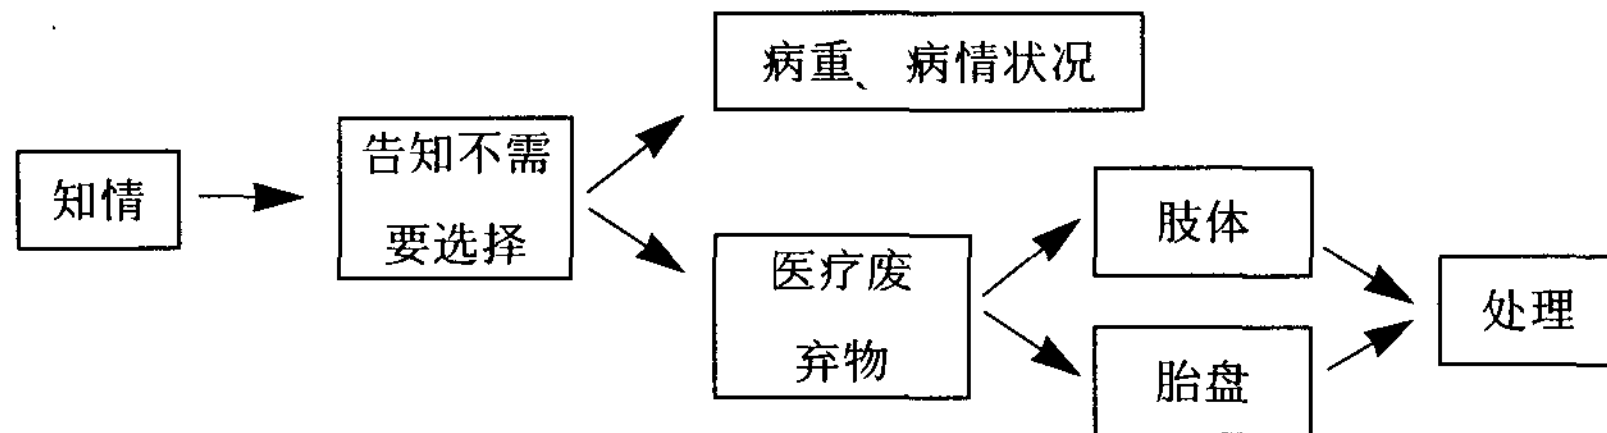 病重、病情状况
知情
告知不需
要选择
医疗废
弃物
肢体
胎盘
处理